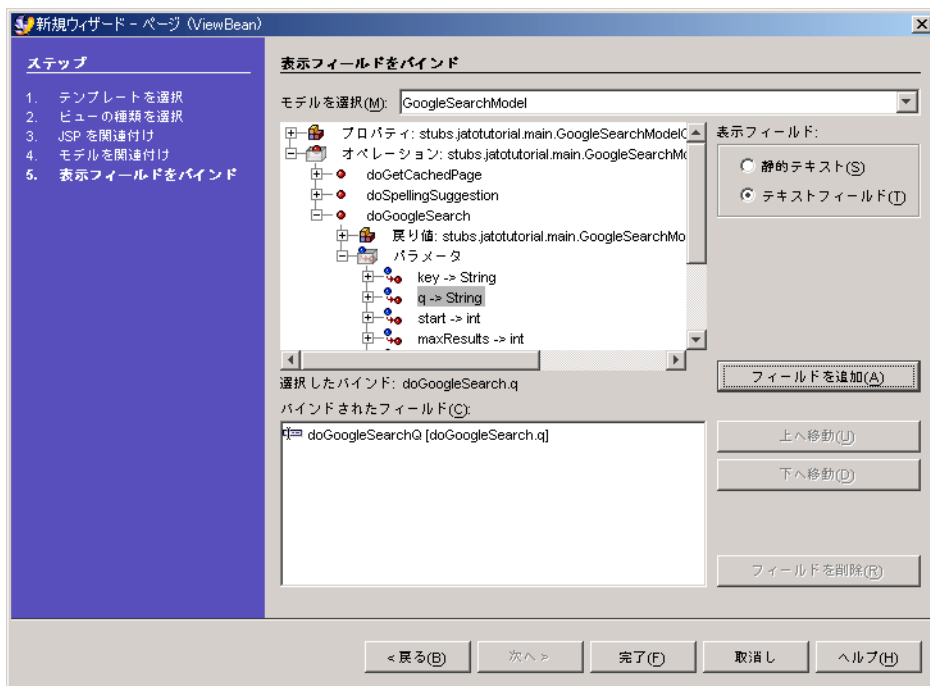 新規ウィザード - ページ (ViewBean)
ステップ
1. テンプレートを選択
2. ビューの種類を選択
3. JSP を関連付け
4. モデルを関連付け
5. 表示フィールドをバインド
表示フィールドをバインド
モデルを選択(M): GoogleSearchModel
プロパティ: stubs.jatotutorial.main.GoogleSearchModelC
オペレーション: stubs.jatotutorial.main.GoogleSearchMo
doGetCachedPage
doSpellingSuggestion
doGoogleSearch
戻り値: stubs.jatotutorial.main.GoogleSearchMo
パラメータ
key -> String
q -> String
start -> int
maxResults -> int
選択したバインド: doGoogleSearch.q
表示フィールド:
静的テキスト(S)
テキストフィールド(T)
フィールドを追加(A)
バインドされたフィールド(C):
doGoogleSearchQ [doGoogleSearch.q]
上へ移動(U)
下へ移動(D)
フィールドを削除(R)
< 戻る(B)
次へ >
完了(F)
取消し
ヘルプ(H)